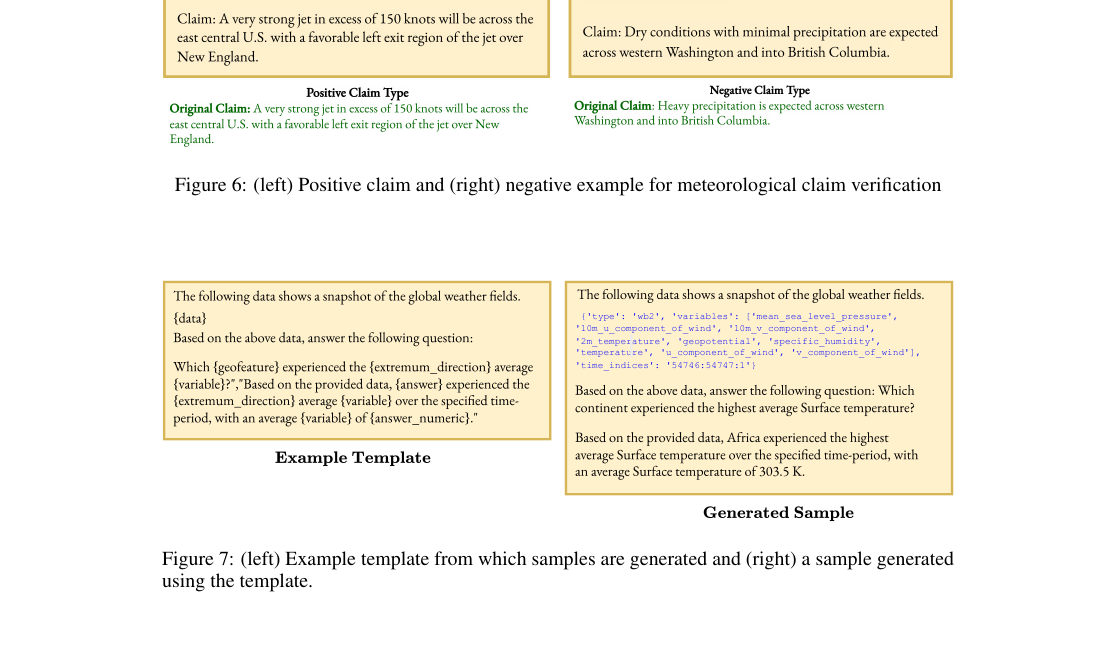 Claim: A very strong jet in excess of 150 knots will be across the
east central U.S. with a favorable left exit region of the jet over
New England.
Positive Claim Type
Original Claim: A very strong jet in excess of 150 knots will be across the
east central U.S. with a favorable left exit region of the jet over New
England.
Claim: Dry conditions with minimal precipitation are expected
across western Washington and into British Columbia.
Negative Claim Type
Original Claim: Heavy precipitation is expected across western
Washington and into British Columbia.
Figure 6: (left) Positive claim and (right) negative example for meteorological claim verification
The following data shows a snapshot of the global weather fields.
{data}
Based on the above data, answer the following question:
Which {geofeature} experienced the {extremum_direction} average
{variable}?","Based on the provided data, {answer} experienced the
{extremum_direction} average {variable} over the specified time-
period, with an average {variable} of {answer_numeric}."
Example Template
The following data shows a snapshot of the global weather fields.
{'type': 'wb2', 'variables': ['mean_sea_level_pressure',
'10m_u_component_of_wind', '10m_v_component_of_wind',
'2m_temperature', 'geopotential', 'specific_humidity',
'temperature', 'u_component_of_wind', 'v_component_of_wind'],
'time_indices': '54746:54747:1'}
Based on the above data, answer the following question: Which
continent experienced the highest average Surface temperature?
Based on the provided data, Africa experienced the highest
average Surface temperature over the specified time-period, with
an average Surface temperature of 303.5 K.
Generated Sample
Figure 7: (left) Example template from which samples are generated and (right) a sample generated
using the template.